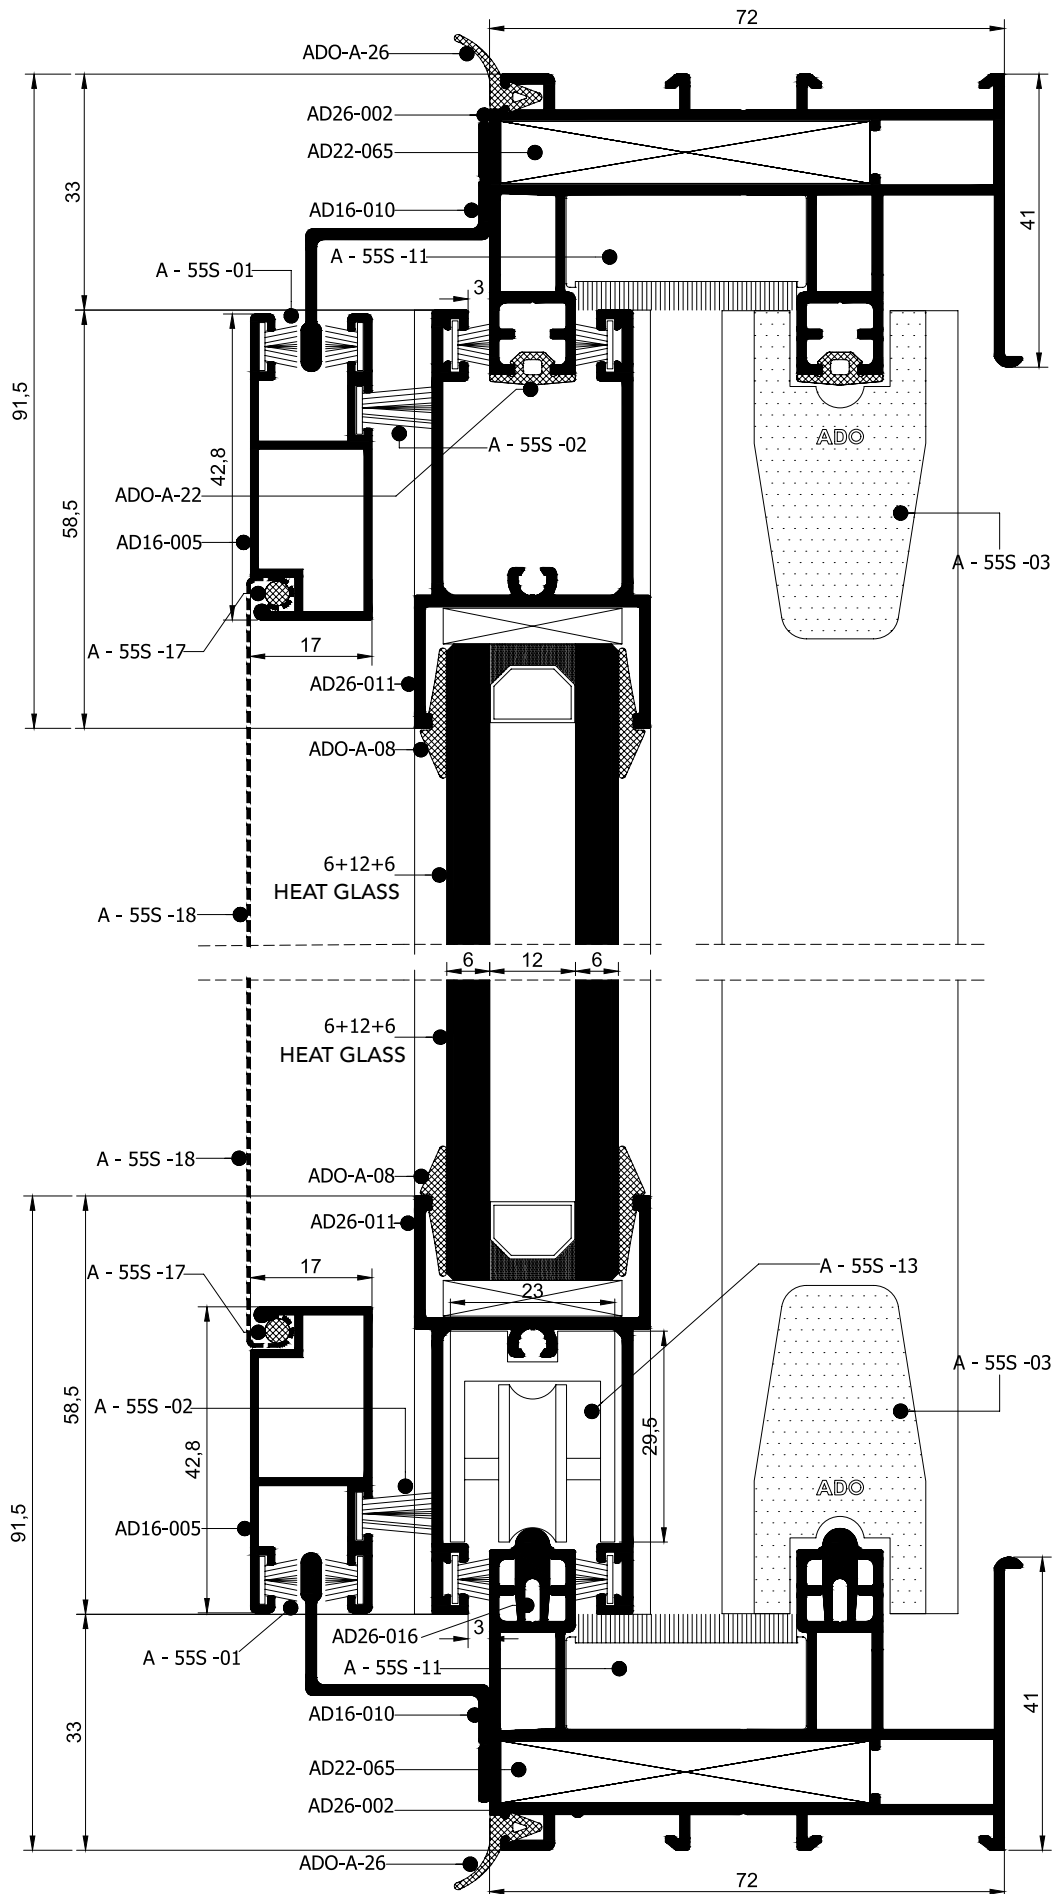 72
ADO-A-26
AD26-002
AD22-065
33
AD16-010
41
A - 55S -11
A - 55S -01
3
91,5
ADO
42,8
A - 55S -02
ADO-A-22
58,5
AD16-005
A - 55S -03
17
A - 55S -17
AD26-011
ADO-A-08
6+12+6
HEAT GLASS
A - 55S -18
6
12
6
6+12+6
HEAT GLASS
A - 55S -18
ADO-A-08
AD26-011
17
A - 55S -17
A - 55S -13
23
A - 55S -03
58,5
A - 55S -02
42,8
29,5
ADO
91,5
AD16-005
3
AD26-016
A - 55S -01
A - 55S -11
41
AD16-010
33
AD22-065
AD26-002
ADO-A-26
72